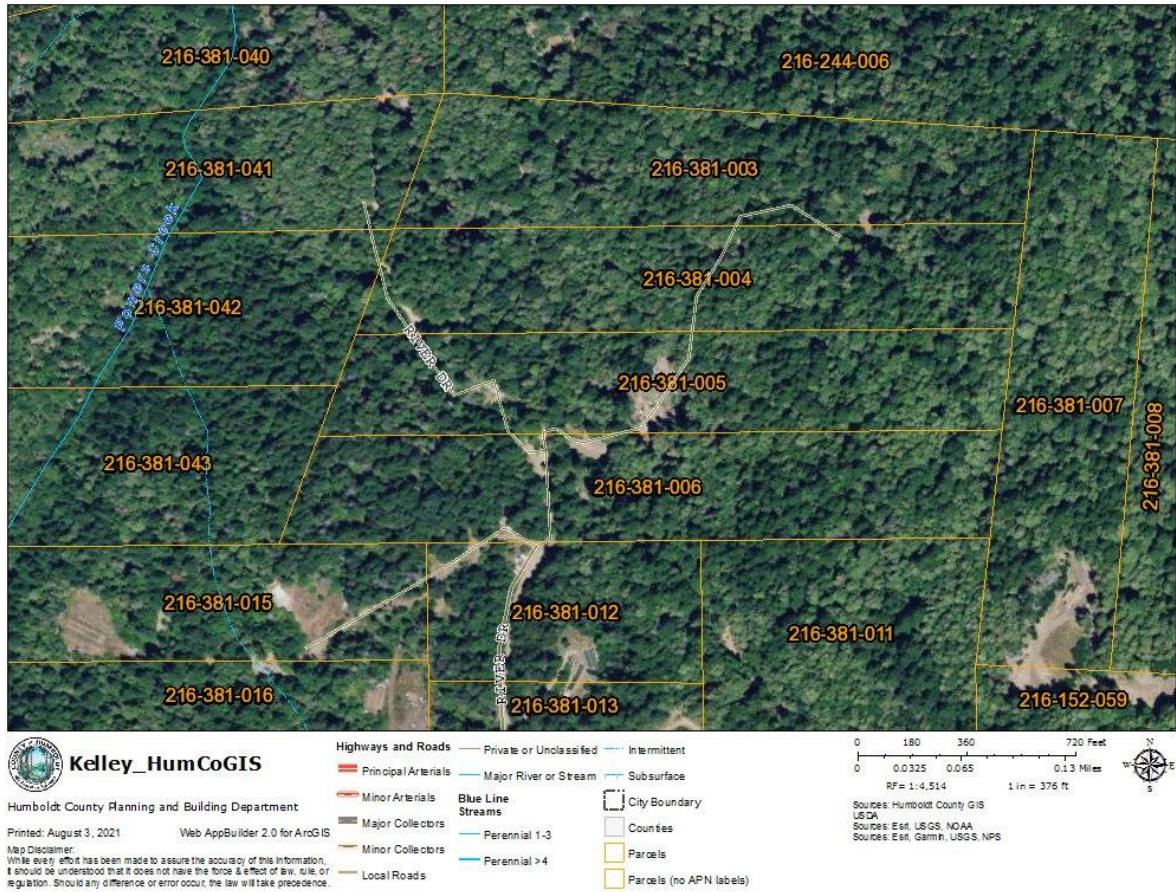 216-381-040
216-244-006
216-381-041
216-381-003
Powers Creek
216-381-004
216-381-042
RIVER DR
216-381-005
216-381-007
216-381-008
216-381-043
216-381-006
216-381-015
216-381-012
216-381-011
RIVER DR
216-381-016
216-381-013
216-152-059
Kelley_HumCoGIS
Humboldt County Planning and Building Department
Printed: August 3, 2021 Web AppBuilder 2.0 for ArcGIS
Map Disclaimer:
While every effort has been made to assure the accuracy of this information,
it should be understood that it does not have the force & effect of law, rule, or
regulation. Should any difference or error occur, the law will take precedence.
Highways and Roads
Principal Arterials
Minor Arterials
Major Collectors
Minor Collectors
Local Roads
Private or Unclassified
Major River or Stream
Blue Line
Streams
Perennial 1-3
Perennial >4
Intermittent
Subsurface
City Boundary
Counties
Parcels
Parcels (no APN labels)
0 180 360 720 Feet
0 0.0325 0.065 0.13 Miles
RF= 1:4,514 1 in = 376 ft
Sources: Humboldt County GIS
USDA
Sources: Esri, USGS, NOAA
Sources: Esri, Garmin, USGS, NPS
N
W E
S